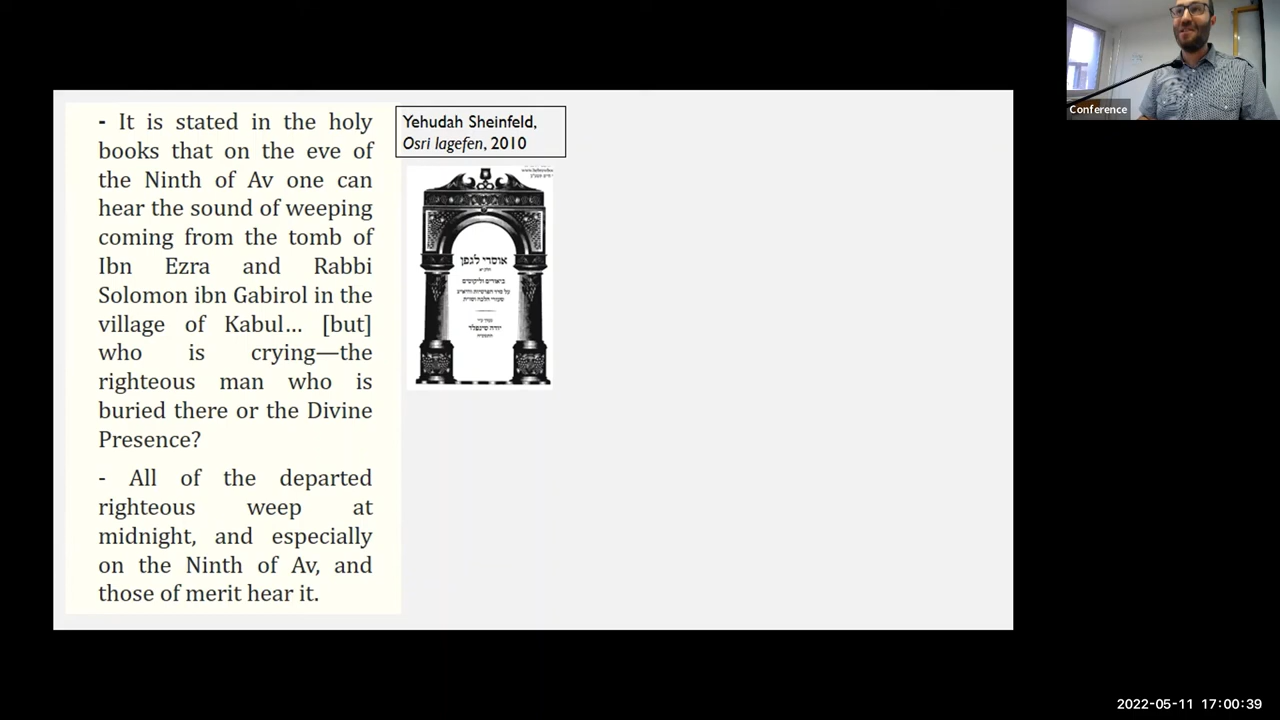 - It is stated in the holy
books that on the eve of
the Ninth of Av one can
hear the sound of weeping
coming from the tomb of
Ibn Ezra and Rabbi
Solomon ibn Gabirol in the
village of Kabul... [but]
who is crying—the
righteous man who is
buried there or the Divine
Presence?
- All of the departed
righteous weep at
midnight, and especially
on the Ninth of Av, and
those of merit hear it.
Yehudah Sheinfeld,
Osri lagefen, 2010
אוסרי לגפן
ביאורים וליקוטים
יודא שינפלד
Conference
2022-05-11 17:00:39